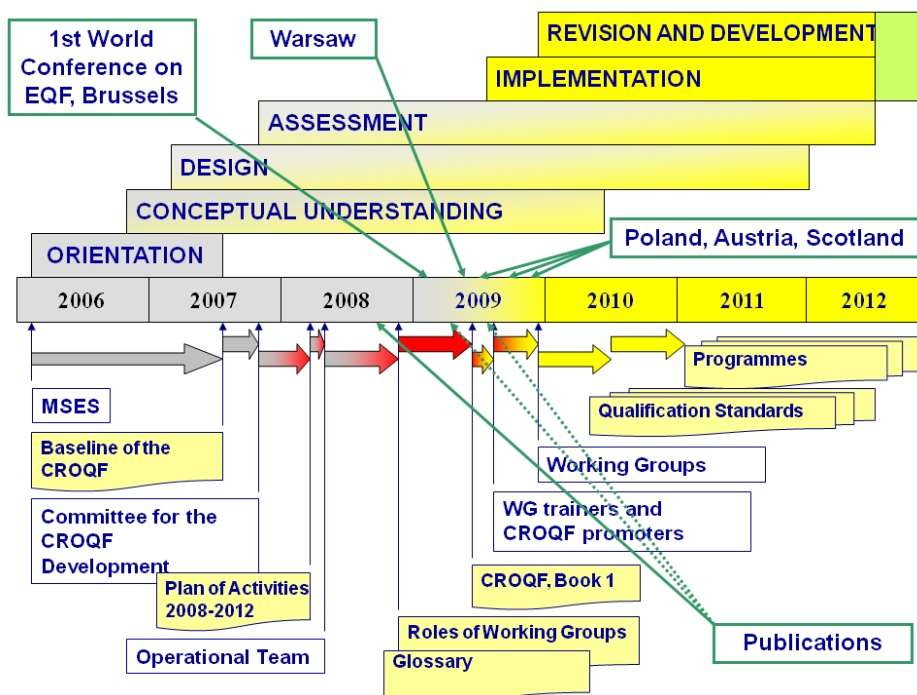 1st World
Conference on
EQF, Brussels
Warsaw
REVISION AND DEVELOPMENT
IMPLEMENTATION
ASSESSMENT
DESIGN
CONCEPTUAL UNDERSTANDING
Poland, Austria, Scotland
ORIENTATION
2006
2007
2008
2009
2010
2011
2012
Programmes
MSES
Qualification Standards
Baseline of the
CROQF
Working Groups
Committee for the
CROQF
Development
WG trainers and
CROQF promoters
Plan of Activities
2008-2012
CROQF, Book 1
Roles of Working Groups
Operational Team
Glossary
Publications